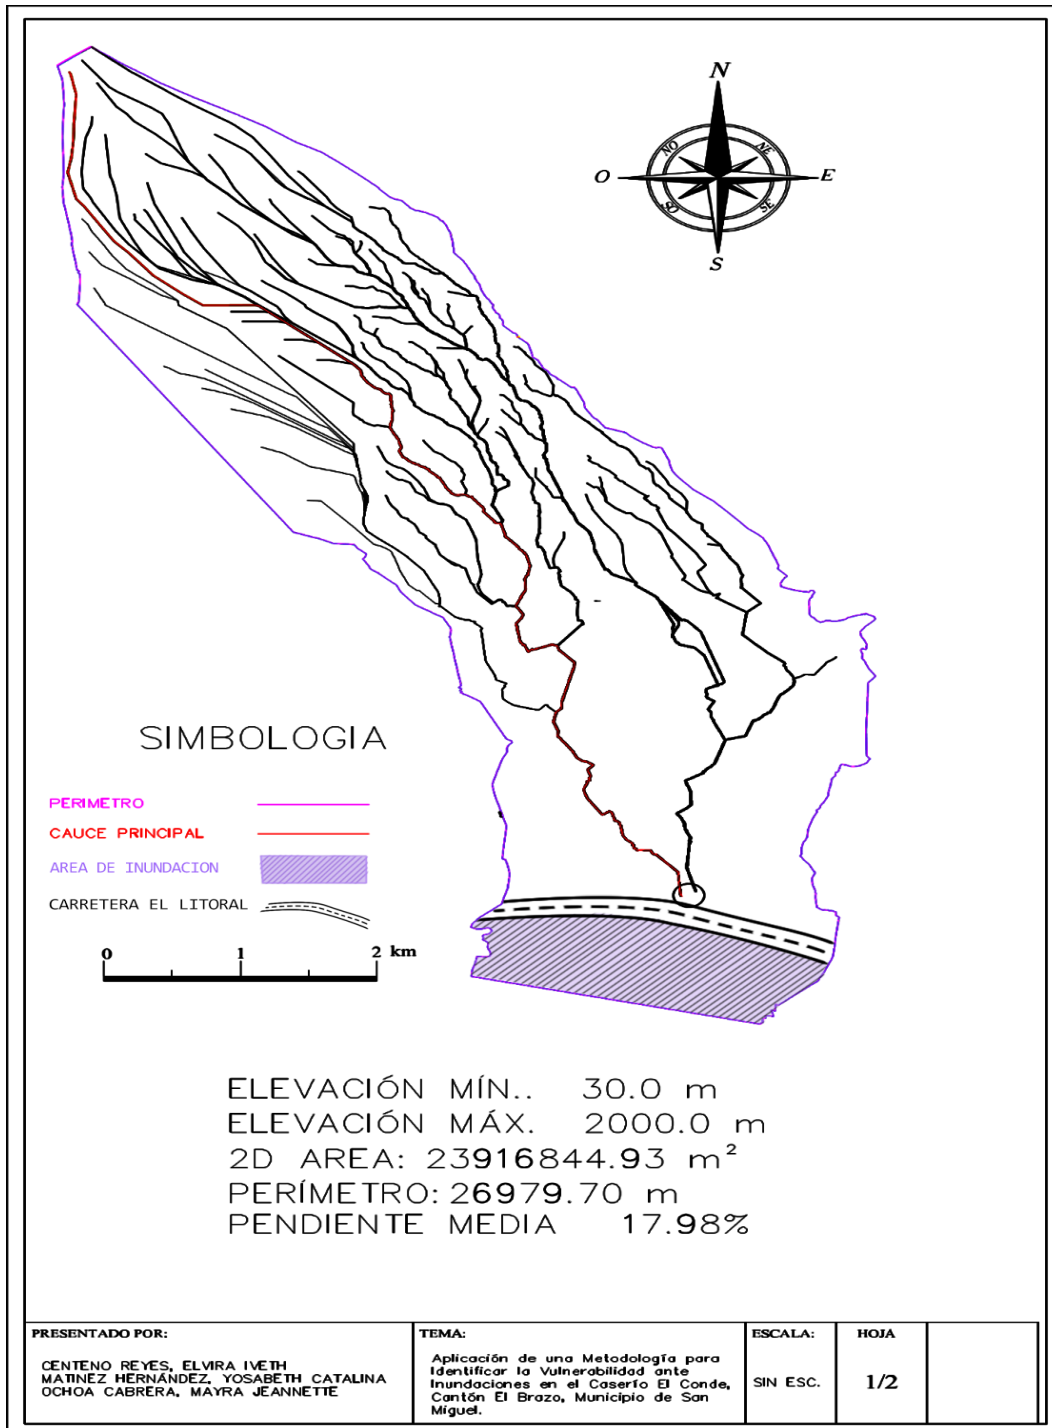 N
NO
NE
O
E
SO
SE
S
SIMBOLOGIA
PERIMETRO
CAUCE PRINCIPAL
AREA DE INUNDACION
CARRETERA EL LITORAL
0 1 2 km
ELEVACIÓN MÍN.. 30.0 m
ELEVACIÓN MÁX. 2000.0 m
2D AREA: 23916844.93 m²
PERÍMETRO: 26979.70 m
PENDIENTE MEDIA 17.98%
PRESENTADO POR:
CENTENO REYES, ELVIRA IVETH
MATINEZ HERNÁNDEZ, YOSABETH CATALINA
OCHOA CABRERA, MAYRA JEANNETTE
TEMA:
Aplicación de una Metodología para
Identificar la Vulnerabilidad ante
Inundaciones en el Caserío El Conde,
Cantón El Brazo, Municipio de San
Miguel.
ESCALA:
SIN ESC.
HOJA
1/2